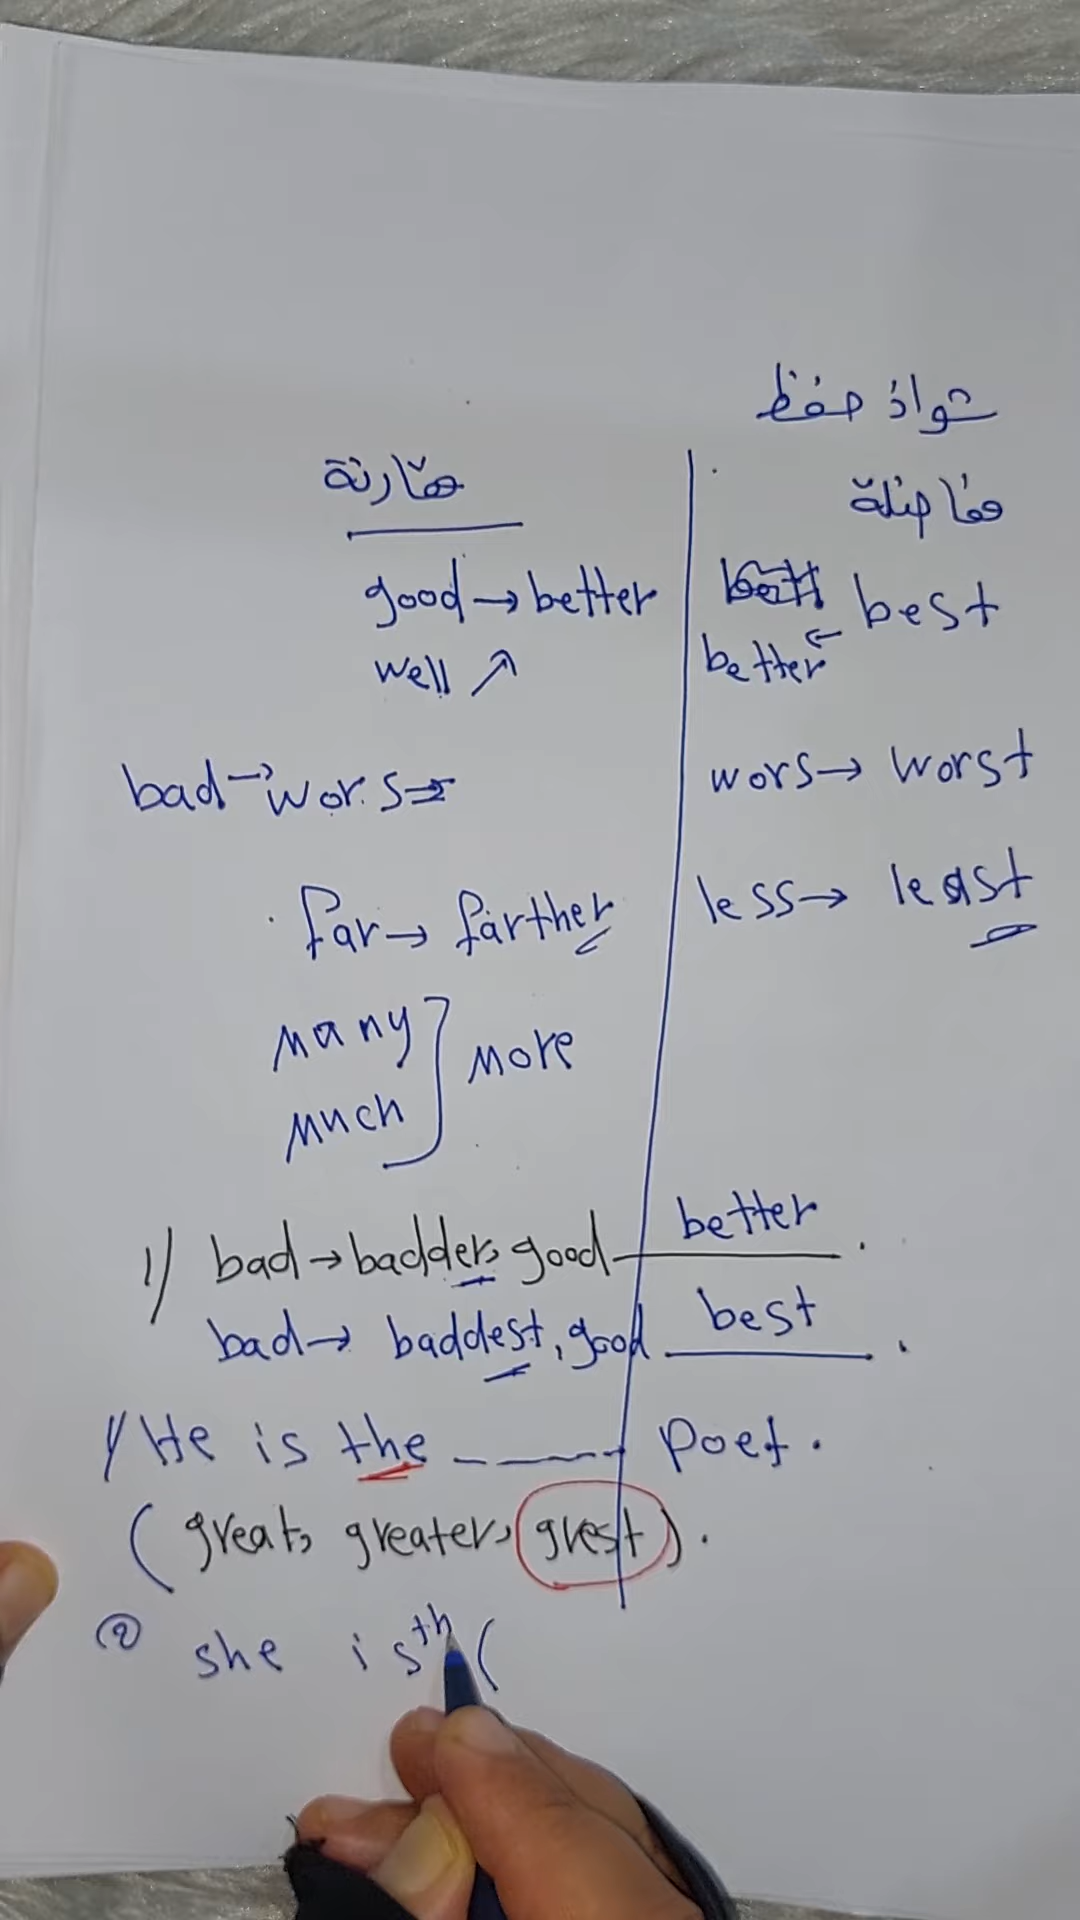 شواذ حفظ
مقارنة
مفاضلة
good → better
best
well ↗
better ←
bad → wors
wors → worst
far → farther
less → least
many
much
more
1/ bad → badder, good better .
bad → baddest, good best .
1/ He is the ------ poet .
(great, greater, grest) .
② she is th (